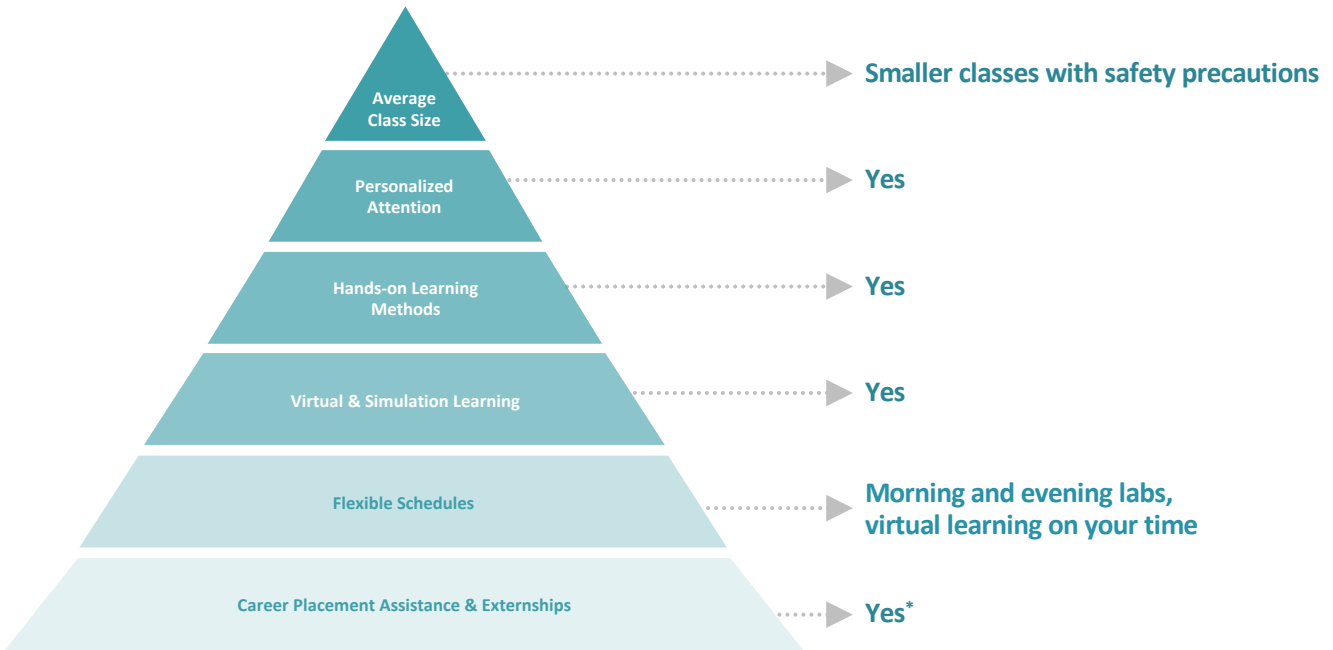 Average
Class Size
Smaller classes with safety precautions
Personalized
Attention
Yes
Hands-on Learning
Methods
Yes
Virtual & Simulation Learning
Yes
Flexible Schedules
Morning and evening labs,
virtual learning on your time
Career Placement Assistance & Externships
Yes*